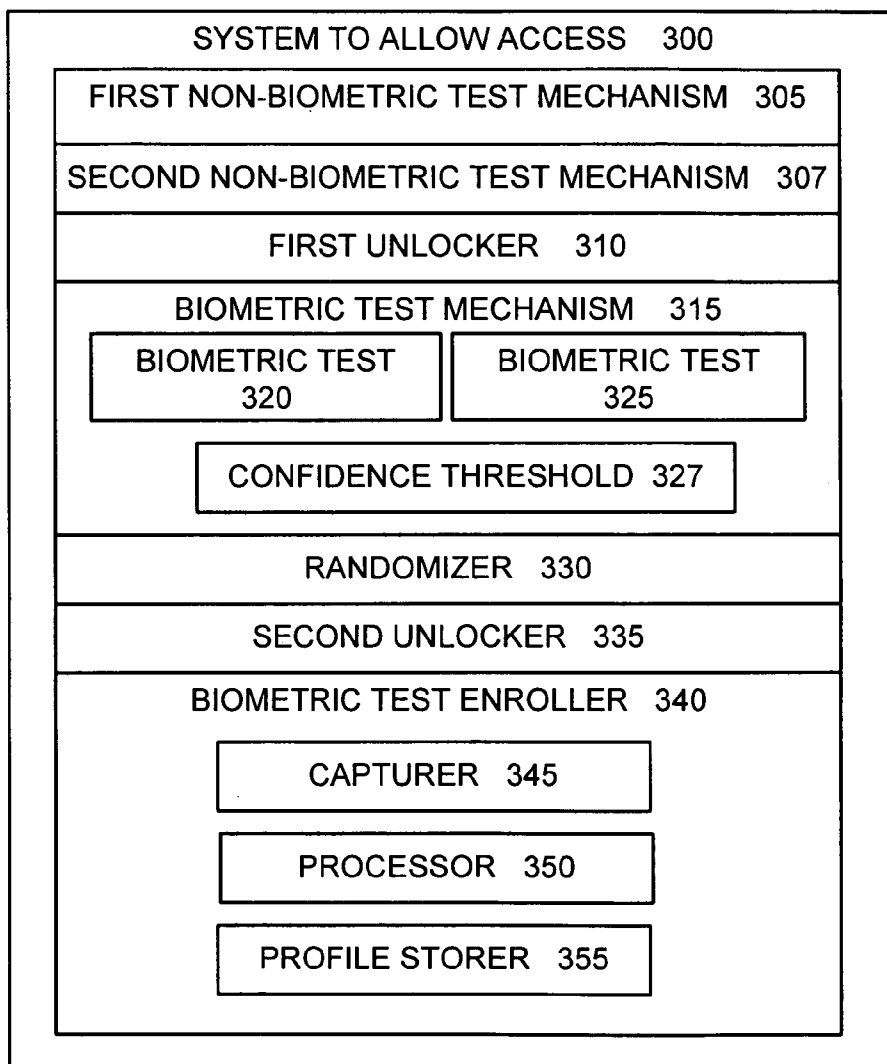 SYSTEM TO ALLOW ACCESS 300
FIRST NON-BIOMETRIC TEST MECHANISM 305
SECOND NON-BIOMETRIC TEST MECHANISM 307
FIRST UNLOCKER 310
BIOMETRIC TEST MECHANISM 315
BIOMETRIC TEST
320
BIOMETRIC TEST
325
CONFIDENCE THRESHOLD 327
RANDOMIZER 330
SECOND UNLOCKER 335
BIOMETRIC TEST ENROLLER 340
CAPTURER 345
PROCESSOR 350
PROFILE STORER 355